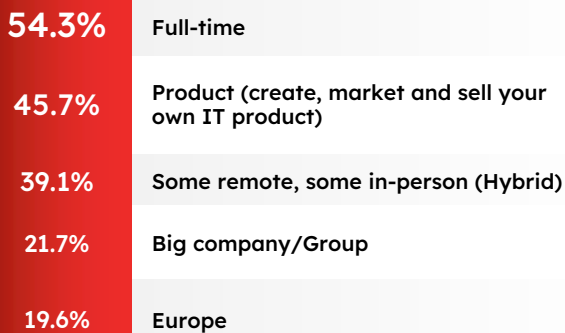 54.3% Full-time
45.7% Product (create, market and sell your
own IT product)
39.1% Some remote, some in-person (Hybrid)
21.7% Big company/Group
19.6% Europe